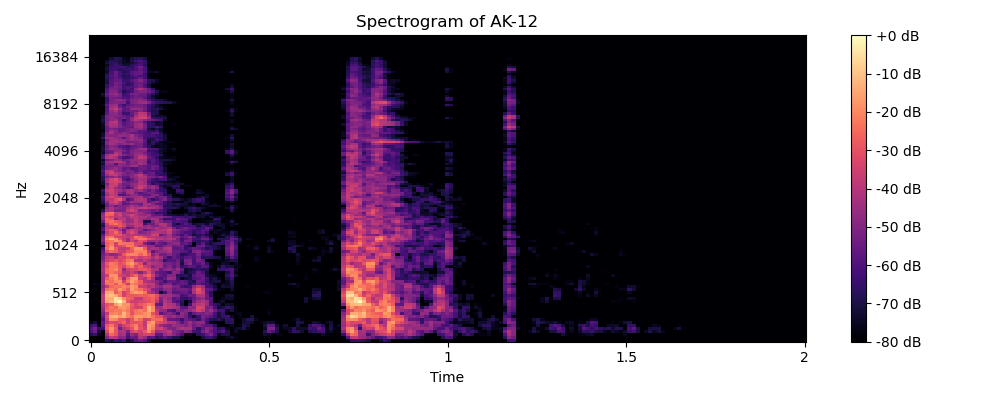 Spectrogram of AK-12
16384
8192
4096
2048
1024
512
0
Hz
0
0.5
1
1.5
2
Time
+0 dB
-10 dB
-20 dB
-30 dB
-40 dB
-50 dB
-60 dB
-70 dB
-80 dB